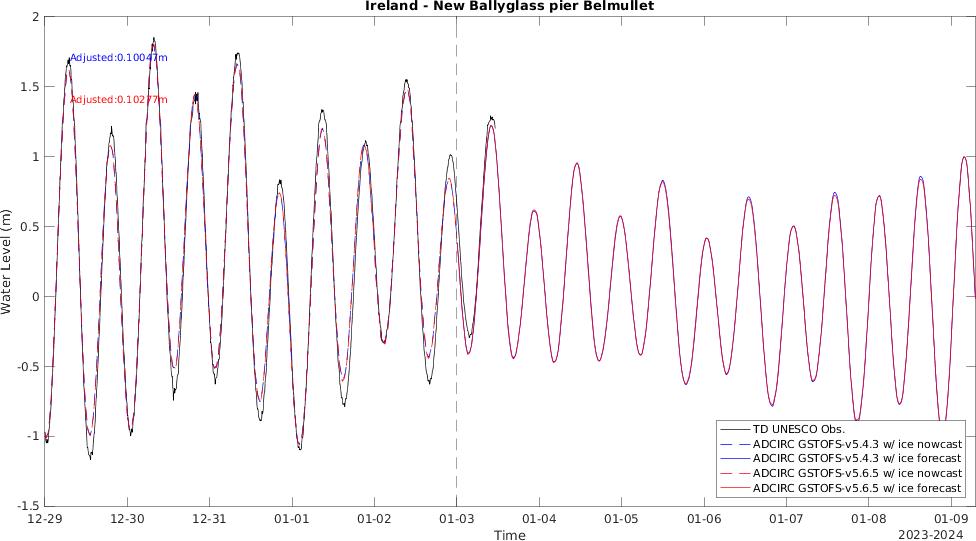 Ireland - New Ballyglass pier Belmullet
2
1.5
1
0.5
0
-0.5
-1
-1.5
Water Level (m)
Adjusted:0.10047m
Adjusted:0.10277m
TD UNESCO Obs.
ADCIRC GSTOFS-v5.4.3 w/ ice nowcast
ADCIRC GSTOFS-v5.4.3 w/ ice forecast
ADCIRC GSTOFS-v5.6.5 w/ ice nowcast
ADCIRC GSTOFS-v5.6.5 w/ ice forecast
12-29 12-30 12-31 01-01 01-02 01-03 01-04 01-05 01-06 01-07 01-08 01-09
Time
2023-2024